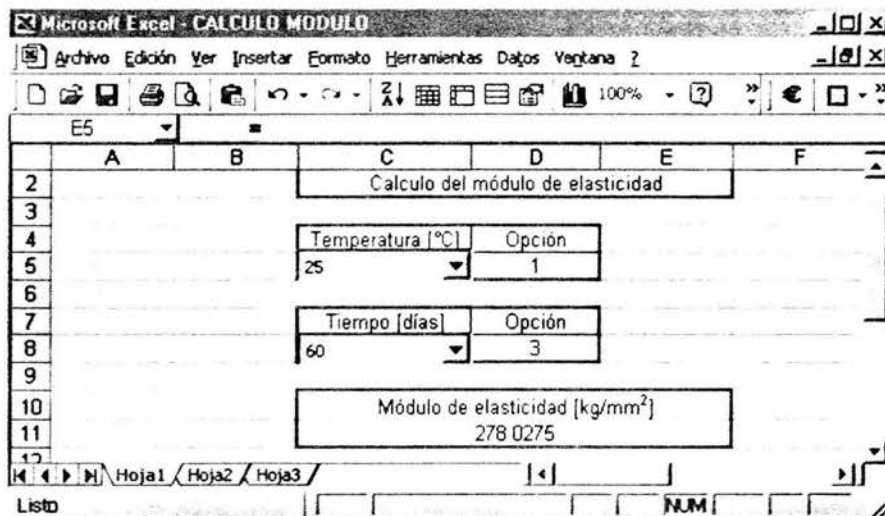 Microsoft Excel - CALCULO MODULO
Archivo Edición Ver Insertar Formato Herramientas Datos Ventana ?
100%
E5 =
A B C D E F
2 Calculo del módulo de elasticidad
3
4 Temperatura [°C] Opción
5 25 1
6
7 Tiempo [días] Opción
8 60 3
9
10 Módulo de elasticidad [kg/mm²]
11 278 0275
12
Hoja1 Hoja2 Hoja3
Listo NUM